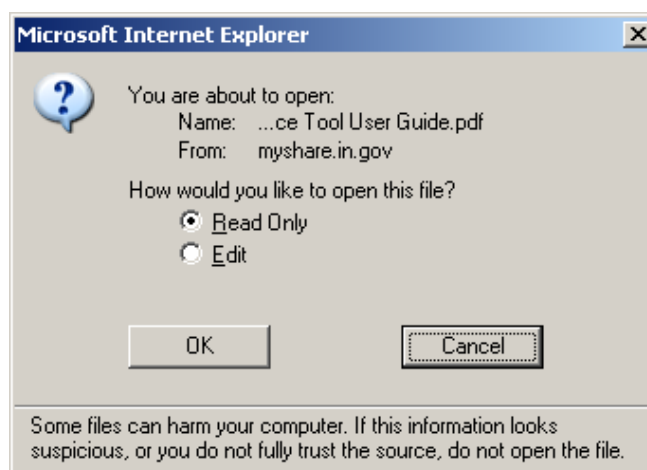 Microsoft Internet Explorer
You are about to open:
Name: ...ce Tool User Guide.pdf
From: myshare.in.gov
How would you like to open this file?
Read Only
Edit
OK Cancel
Some files can harm your computer. If this information looks
suspicious, or you do not fully trust the source, do not open the file.